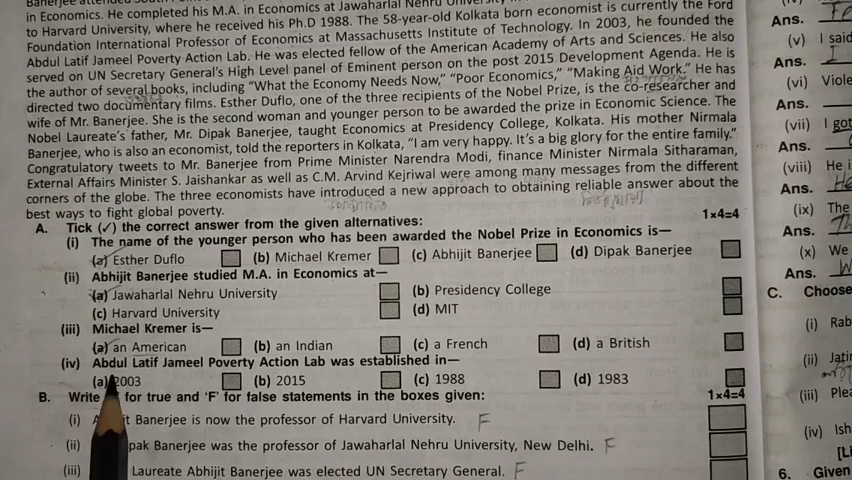 in Economics. He completed his M.A. in Economics at Jawaharlal Nehru
to Harvard University, where he received his Ph.D 1988. The 58-year-old Kolkata born economist is currently the Ford
Foundation International Professor of Economics at Massachusetts Institute of Technology. In 2003, he founded the
Abdul Latif Jameel Poverty Action Lab. He was elected fellow of the American Academy of Arts and Sciences. He also
served on UN Secretary General's High Level panel of Eminent person on the post 2015 Development Agenda. He is
the author of several books, including "What the Economy Needs Now," "Poor Economics," "Making Aid Work." He has
directed two documentary films. Esther Duflo, one of the three recipients of the Nobel Prize, is the co-researcher and
wife of Mr. Banerjee. She is the second woman and younger person to be awarded the prize in Economic Science. The
Nobel Laureate's father, Mr. Dipak Banerjee, taught Economics at Presidency College, Kolkata. His mother Nirmala
Banerjee, who is also an economist, told the reporters in Kolkata, "I am very happy. It's a big glory for the entire family."
Congratulatory tweets to Mr. Banerjee from Prime Minister Narendra Modi, finance Minister Nirmala Sitharaman,
External Affairs Minister S. Jaishankar as well as C.M. Arvind Kejriwal were among many messages from the different
corners of the globe. The three economists have introduced a new approach to obtaining reliable answer about the
best ways to fight global poverty.
A. Tick (✓) the correct answer from the given alternatives: 1×4=4
(i) The name of the younger person who has been awarded the Nobel Prize in Economics is—
(a) Esther Duflo (b) Michael Kremer (c) Abhijit Banerjee (d) Dipak Banerjee
(ii) Abhijit Banerjee studied M.A. in Economics at—
(a) Jawaharlal Nehru University (b) Presidency College
(c) Harvard University (d) MIT
(iii) Michael Kremer is—
(a) an American (b) an Indian (c) a French (d) a British
(iv) Abdul Latif Jameel Poverty Action Lab was established in—
(a) 2003 (b) 2015 (c) 1988 (d) 1983
B. Write for true and 'F' for false statements in the boxes given: 1×4=4
(i) Banerjee is now the professor of Harvard University. F
(ii) Banerjee was the professor of Jawaharlal Nehru University, New Delhi. F
(iii) Laureate Abhijit Banerjee was elected UN Secretary General. F
Ans.
(v) I said
Ans. I
(vi) Viole
Ans.
(vii) I got
Ans.
(viii) He i
Ans. He
(ix) The
Ans. Th
(x) We
Ans. W
C. Choose
(i) Rab
(ii) Jatin
(iii) Plea
(iv) Ish
[Li
6. Given